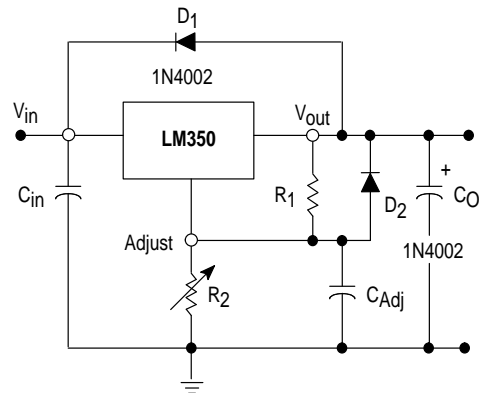 D1
1N4002
Vin
Vout
LM350
Cin
R1
D2
+
CO
1N4002
Adjust
R2
CAdj